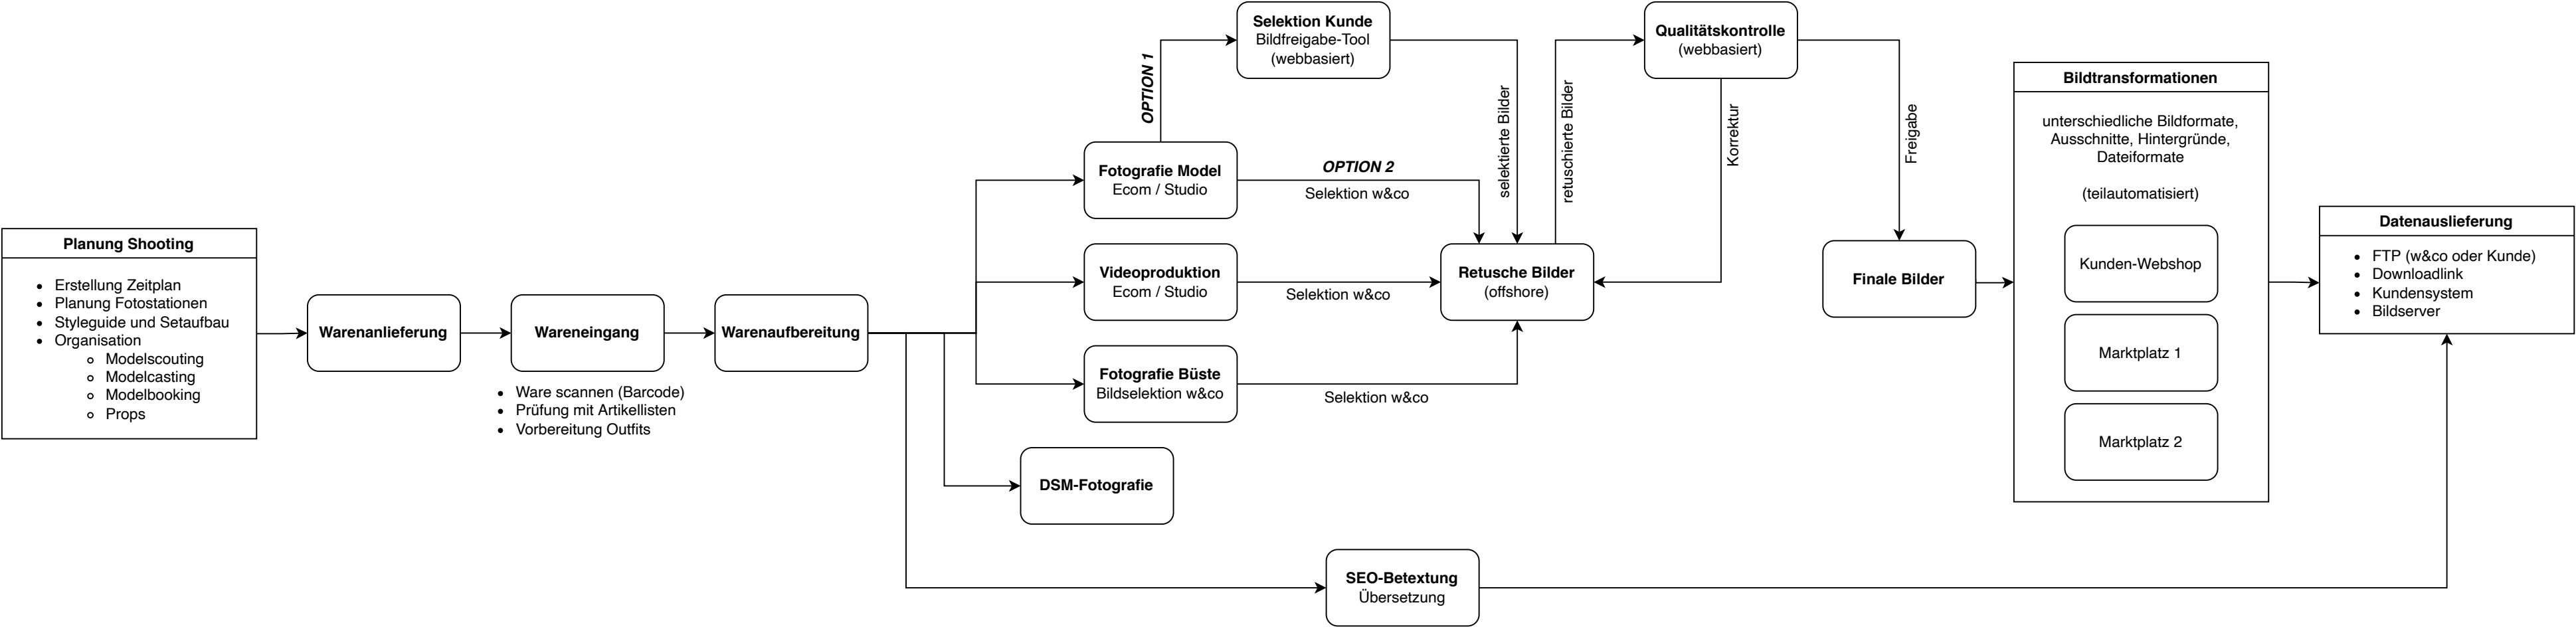 Planung Shooting
Erstellung Zeitplan
Planung Fotostationen
Styleguide und Setaufbau
Organisation
Modelscouting
Modelcasting
Modelbooking
Props
Warenanlieferung
Wareneingang
Ware scannen (Barcode)
Prüfung mit Artikellisten
Vorbereitung Outfits
Warenaufbereitung
OPTION 1
Selektion Kunde
Bildfreigabe-Tool
(webbasiert)
Fotografie Model
Ecom / Studio
OPTION 2
Selektion w&co
Videoproduktion
Ecom / Studio
Selektion w&co
Fotografie Büste
Bildselektion w&co
Selektion w&co
DSM-Fotografie
SEO-Betextung
Übersetzung
selektierte Bilder
retuschierte Bilder
Retusche Bilder
(offshore)
Qualitätskontrolle
(webbasiert)
Korrektur
Freigabe
Finale Bilder
Bildtransformationen
unterschiedliche Bildformate,
Ausschnitte, Hintergründe,
Dateiformate
(teilautomatisiert)
Kunden-Webshop
Marktplatz 1
Marktplatz 2
Datenauslieferung
FTP (w&co oder Kunde)
Downloadlink
Kundensystem
Bildserver